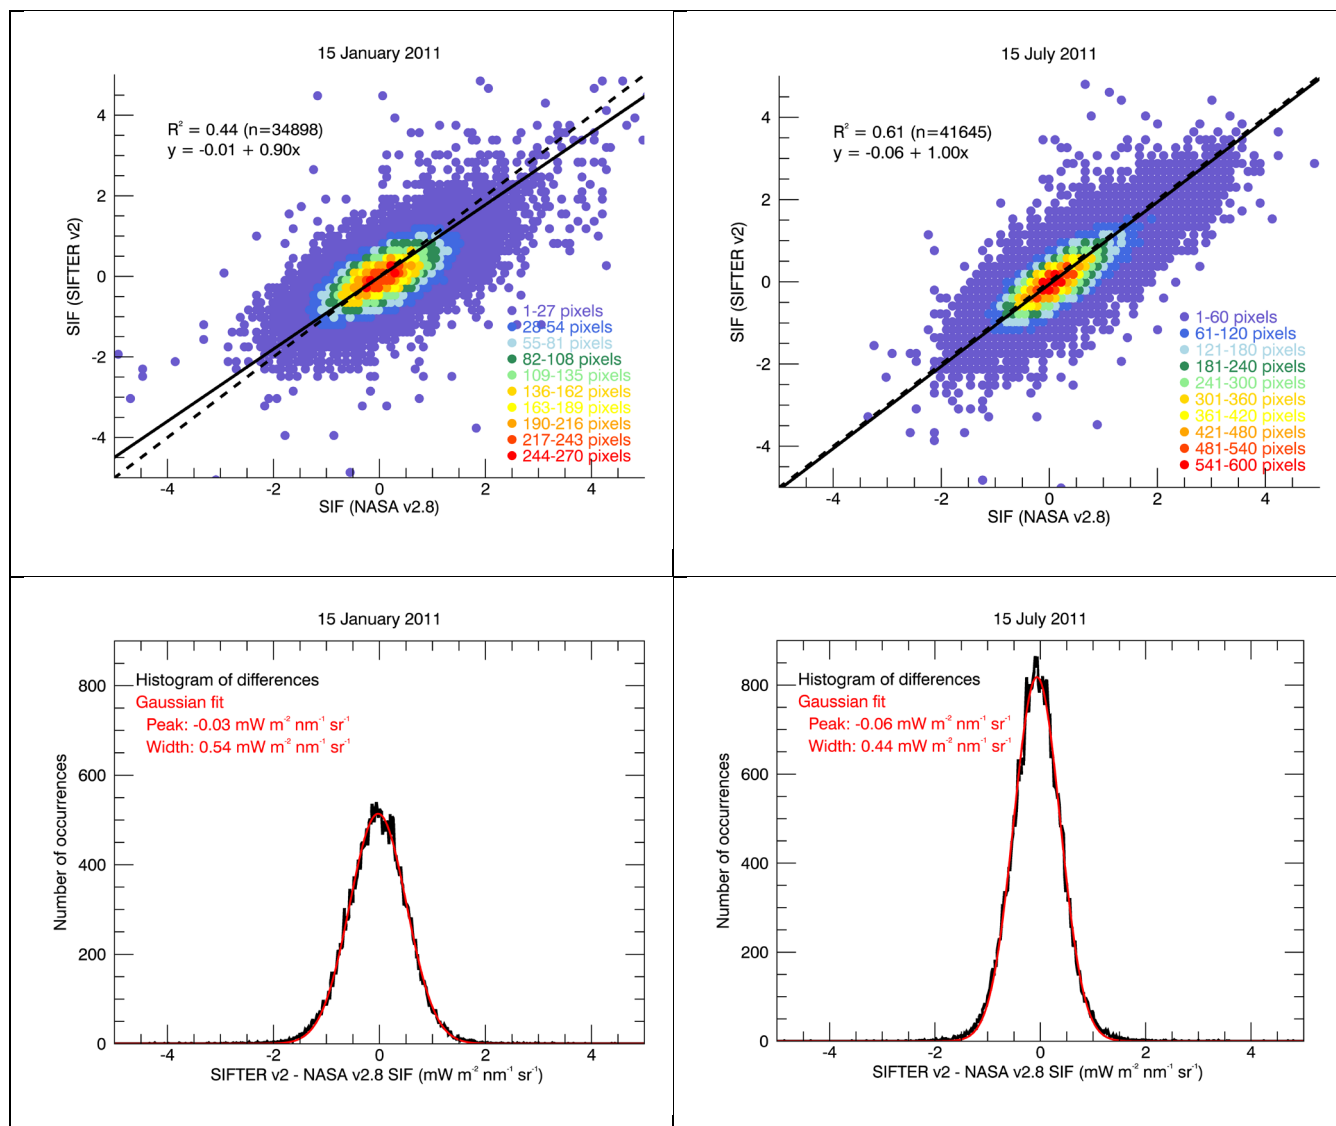 15 January 2011
R² = 0.44 (n=34898)
y = -0.01 + 0.90x
SIF (SIFTER v2)
4
2
0
-2
-4
1-27 pixels
28-54 pixels
55-81 pixels
82-108 pixels
109-135 pixels
136-162 pixels
163-189 pixels
190-216 pixels
217-243 pixels
244-270 pixels
-4 -2 0 2 4
SIF (NASA v2.8)
15 July 2011
R² = 0.61 (n=41645)
y = -0.06 + 1.00x
SIF (SIFTER v2)
4
2
0
-2
-4
1-60 pixels
61-120 pixels
121-180 pixels
181-240 pixels
241-300 pixels
301-360 pixels
361-420 pixels
421-480 pixels
481-540 pixels
541-600 pixels
-4 -2 0 2 4
SIF (NASA v2.8)
15 January 2011
Histogram of differences
Gaussian fit
Peak: -0.03 mW m⁻² nm⁻¹ sr⁻¹
Width: 0.54 mW m⁻² nm⁻¹ sr⁻¹
Number of occurrences
800
600
400
200
0
-4 -2 0 2 4
SIFTER v2 - NASA v2.8 SIF (mW m⁻² nm⁻¹ sr⁻¹)
15 July 2011
Histogram of differences
Gaussian fit
Peak: -0.06 mW m⁻² nm⁻¹ sr⁻¹
Width: 0.44 mW m⁻² nm⁻¹ sr⁻¹
Number of occurrences
800
600
400
200
0
-4 -2 0 2 4
SIFTER v2 - NASA v2.8 SIF (mW m⁻² nm⁻¹ sr⁻¹)